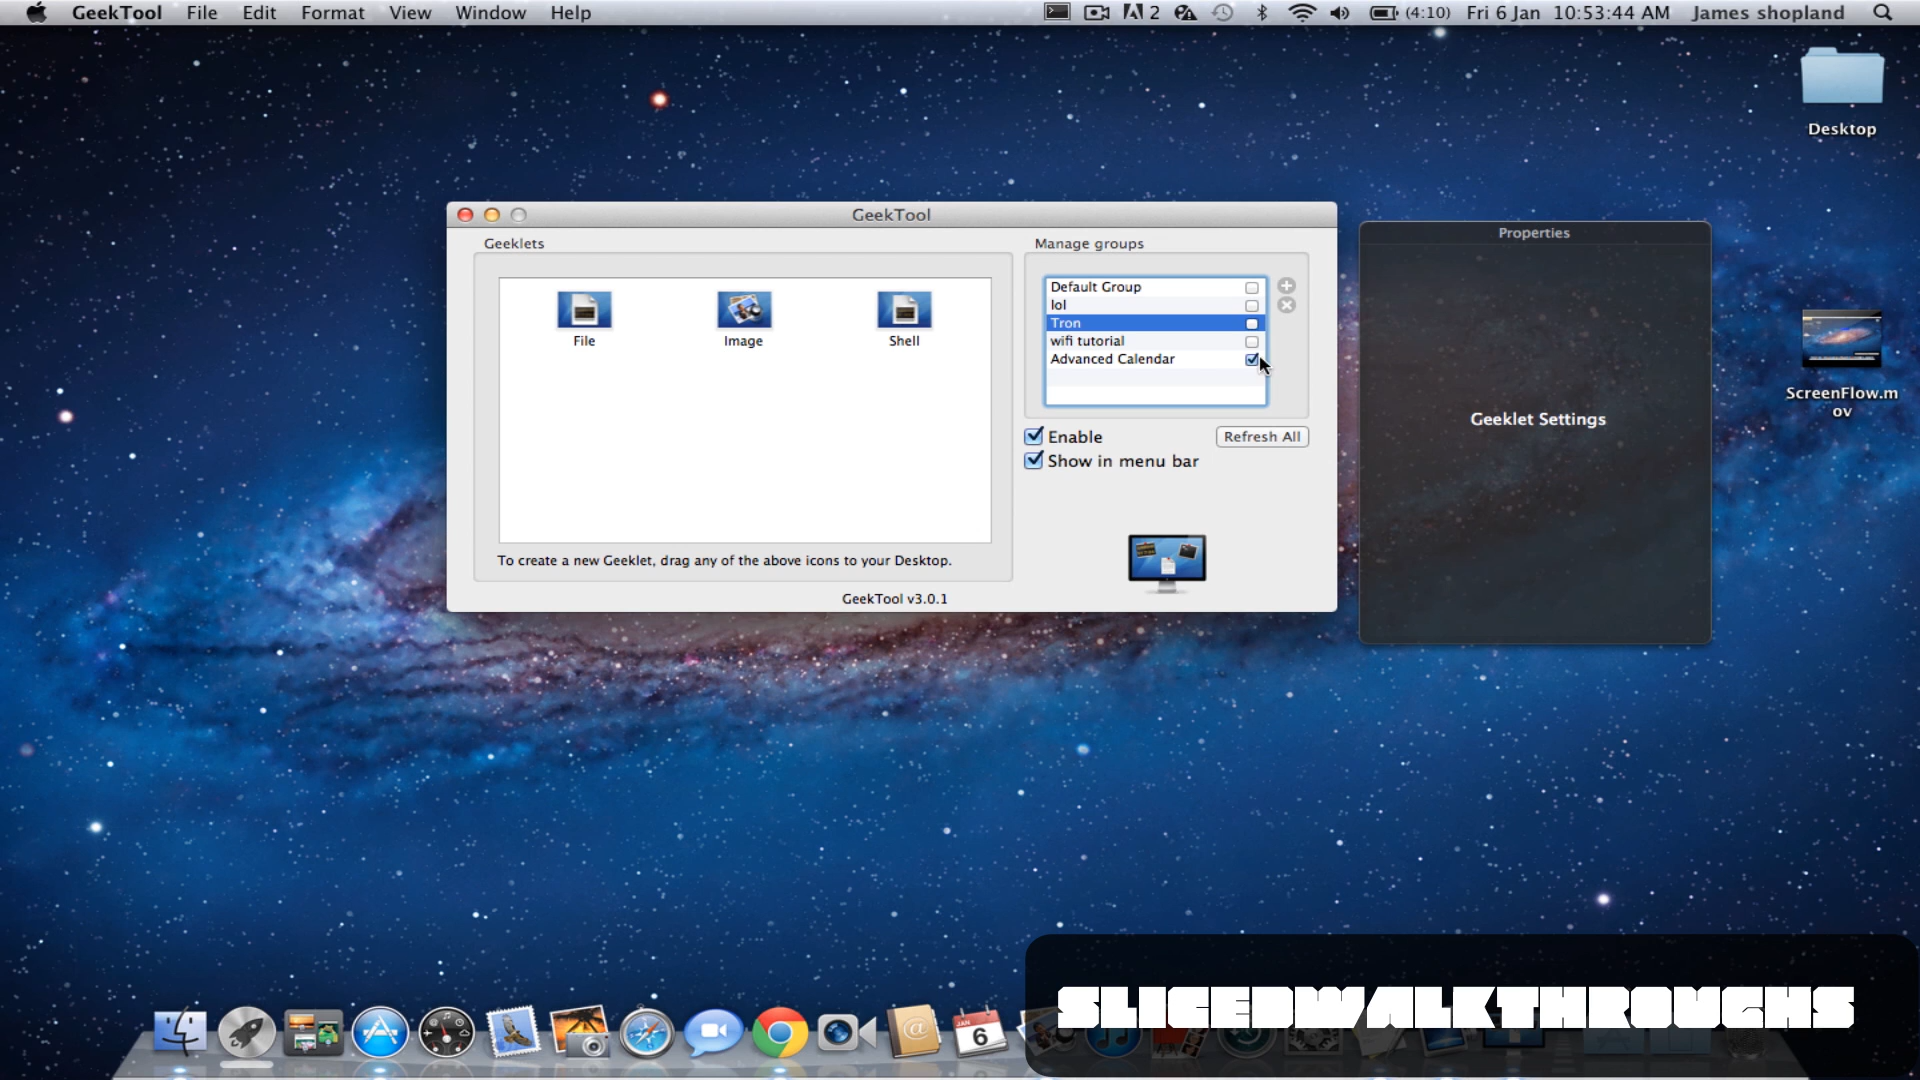 GeekTool File Edit Format View Window Help 2 (4:10) Fri 6 Jan 10:53:44 AM James shopland
Desktop
GeekTool
Geeklets
Manage groups
Properties
File
Image
Shell
Default Group
lol
Tron
wifi tutorial
Advanced Calendar
Enable
Refresh All
Show in menu bar
Geeklet Settings
ScreenFlow.m
ov
To create a new Geeklet, drag any of the above icons to your Desktop.
GeekTool v3.0.1
JAN
6
SLICEDWALKTHROUGHS